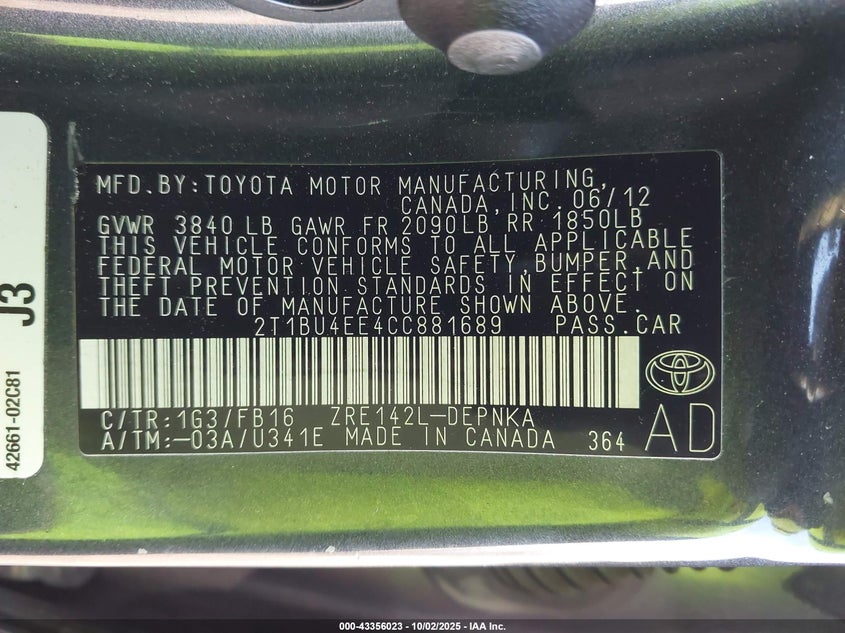 MFD.BY:TOYOTA MOTOR MANUFACTURING,
CANADA,INC.06/12
GVWR 3840 LB GAWR FR 2090LB RR 1850LB
THIS VEHICLE CONFORMS TO ALL APPLICABLE
FEDERAL MOTOR VEHICLE SAFETY,BUMPER,AND
THEFT PREVENTION STANDARDS IN EFFECT ON
THE DATE OF MANUFACTURE SHOWN ABOVE.
2T1BU4EE4CC881689 PASS.CAR
C/TR:1G3/FB16 ZRE142L-DEPNKA
A/TM:-03A/U341E MADE IN CANADA 364
AD
J3
42661-02C81
000-43356023 - 10/02/2025 - IAA Inc.